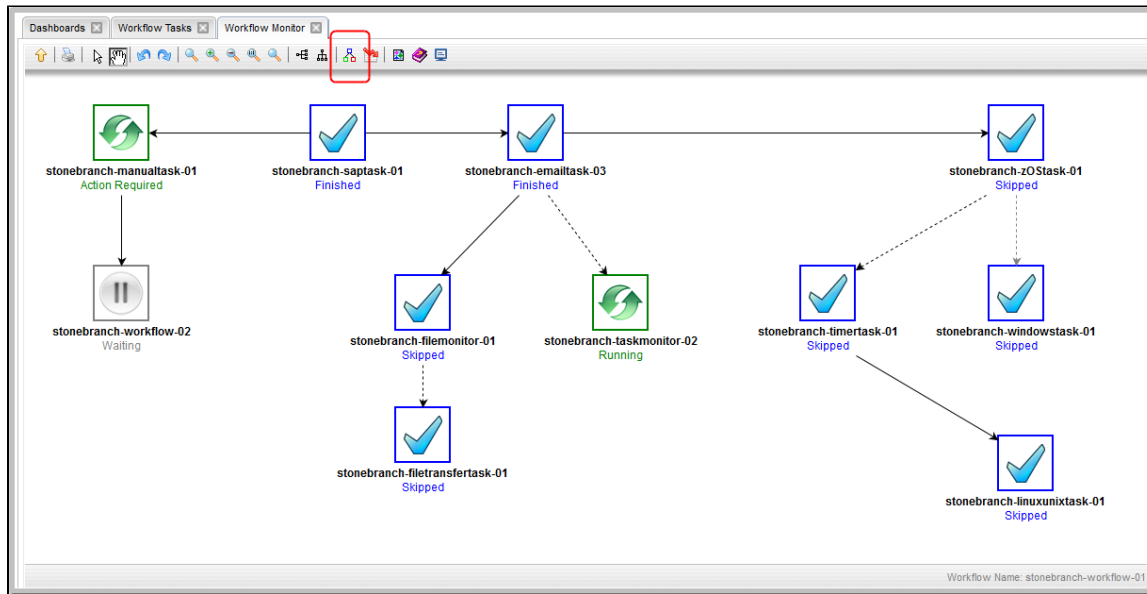 Dashboards
Workflow Tasks
Workflow Monitor
stonebranch-manualtask-01
Action Required
stonebranch-saptask-01
Finished
stonebranch-emailtask-03
Finished
stonebranch-zOStask-01
Skipped
stonebranch-workflow-02
Waiting
stonebranch-filemonitor-01
Skipped
stonebranch-taskmonitor-02
Running
stonebranch-timertask-01
Skipped
stonebranch-windowstask-01
Skipped
stonebranch-filetransfertask-01
Skipped
stonebranch-linuxunixtask-01
Skipped
Workflow Name: stonebranch-workflow-01